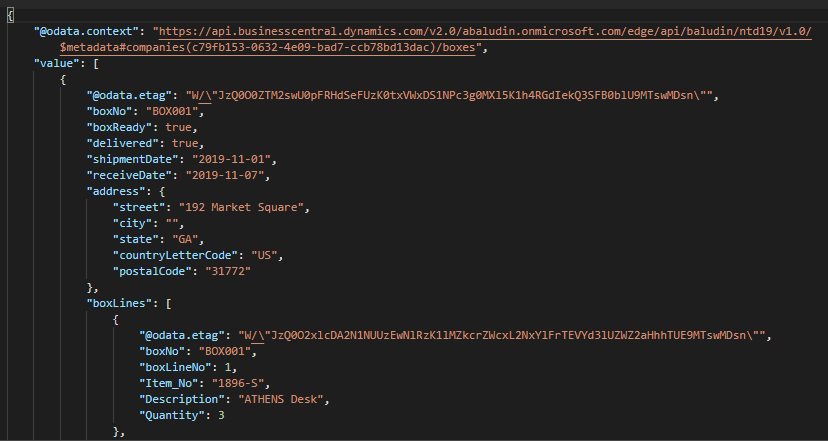 {
"@odata.context": "https://api.businesscentral.dynamics.com/v2.0/abaludin.onmicrosoft.com/edge/api/baludin/ntd19/v1.0/
$metadata#companies(c79fb153-0632-4e09-bad7-ccb78bd13dac)/boxes",
"value": [
{
"@odata.etag": "W/\"JzQ0O0ZTM2swU0pFRHdSeFUzK0txVWxDS1NPc3g0MXl5K1h4RGdIekQ3SFB0blU9MTswMDsn\"",
"boxNo": "BOX001",
"boxReady": true,
"delivered": true,
"shipmentDate": "2019-11-01",
"receiveDate": "2019-11-07",
"address": {
"street": "192 Market Square",
"city": "",
"state": "GA",
"countryLetterCode": "US",
"postalCode": "31772"
},
"boxLines": [
{
"@odata.etag": "W/\"JzQ0O2xlcDA2N1NUUzEwNlRzK1lMZkcrZWcxL2NxYlFrTEVYd3lUZWZ2aHhhTUE9MTswMDsn\"",
"boxNo": "BOX001",
"boxLineNo": 1,
"Item_No": "1896-S",
"Description": "ATHENS Desk",
"Quantity": 3
},